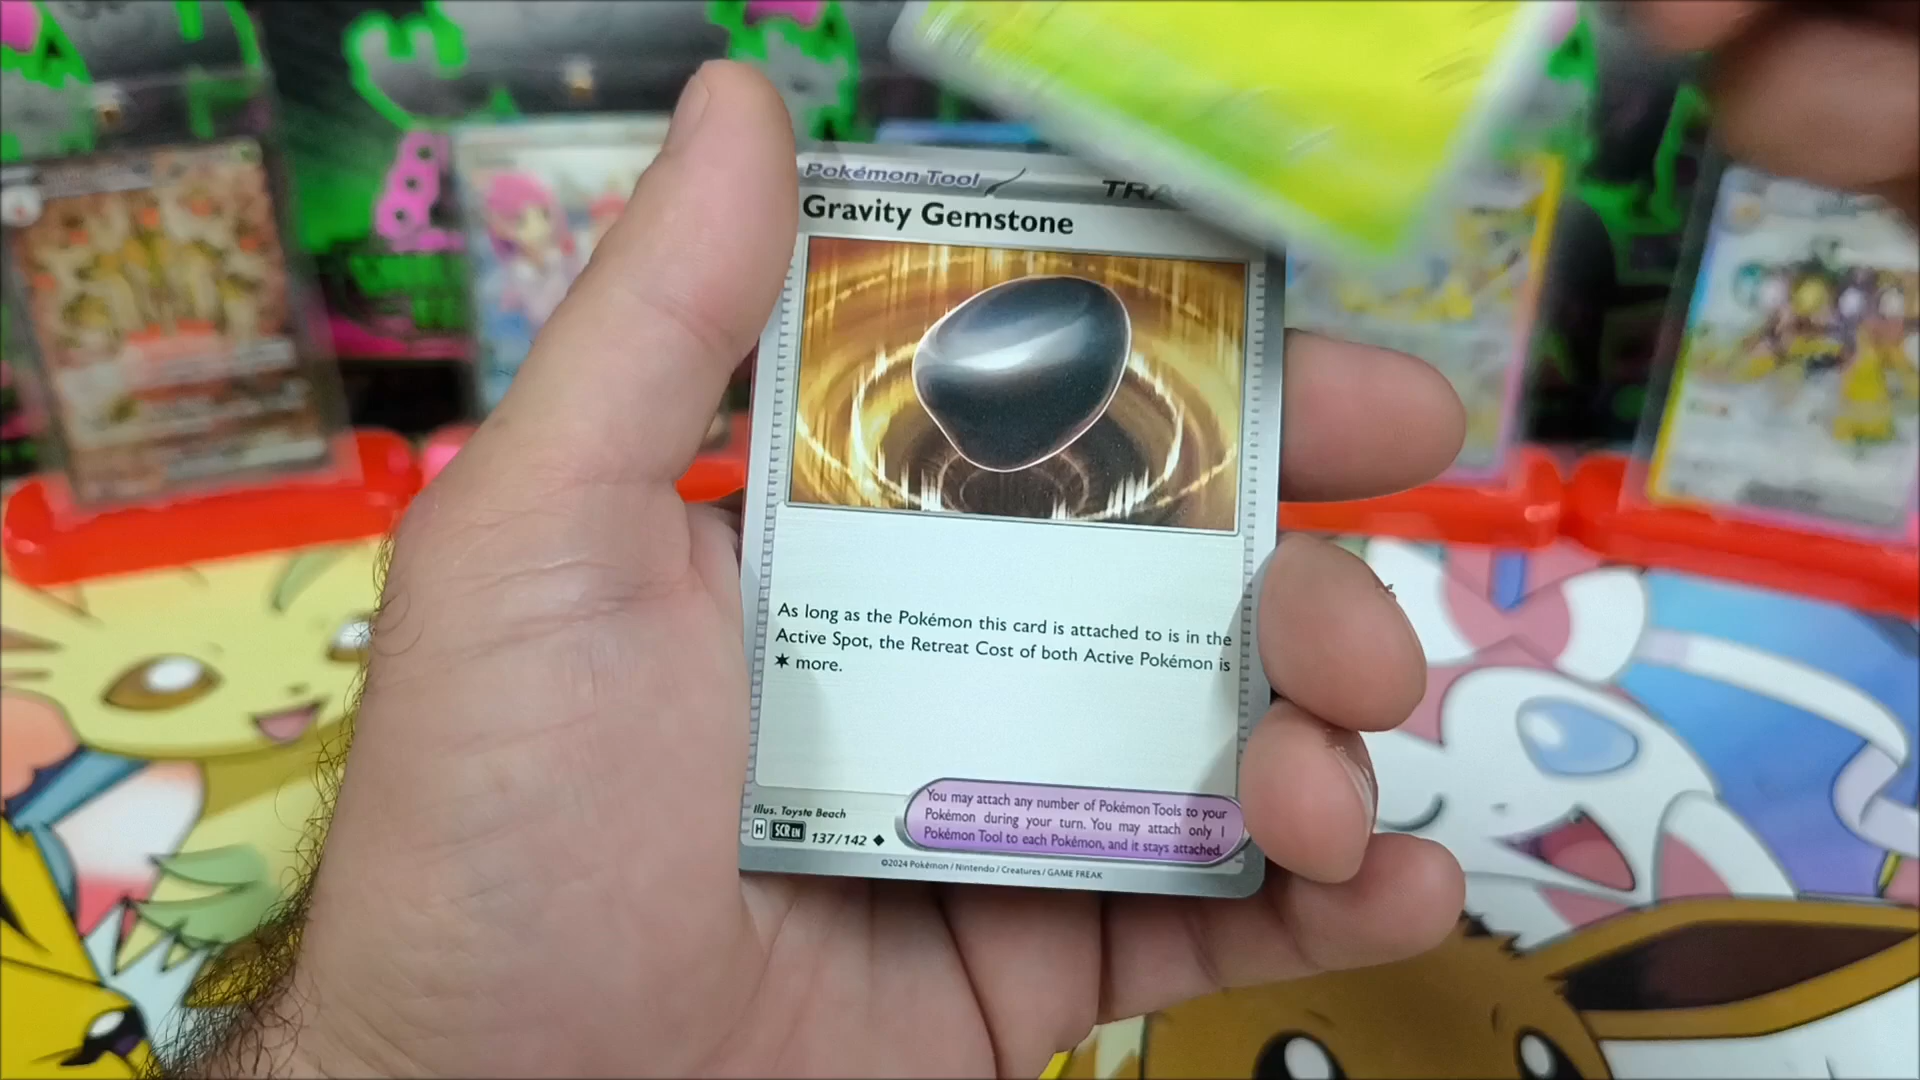 Pokémon Tool
TRA
Gravity Gemstone
As long as the Pokémon this card is attached to is in the
Active Spot, the Retreat Cost of both Active Pokémon is
✶ more.
You may attach any number of Pokémon Tools to your
Pokémon during your turn. You may attach only 1
Pokémon Tool to each Pokémon, and it stays attached.
Illus. Toyste Beach
H SCR EN 137/142 ◆
©2024 Pokémon / Nintendo / Creatures / GAME FREAK